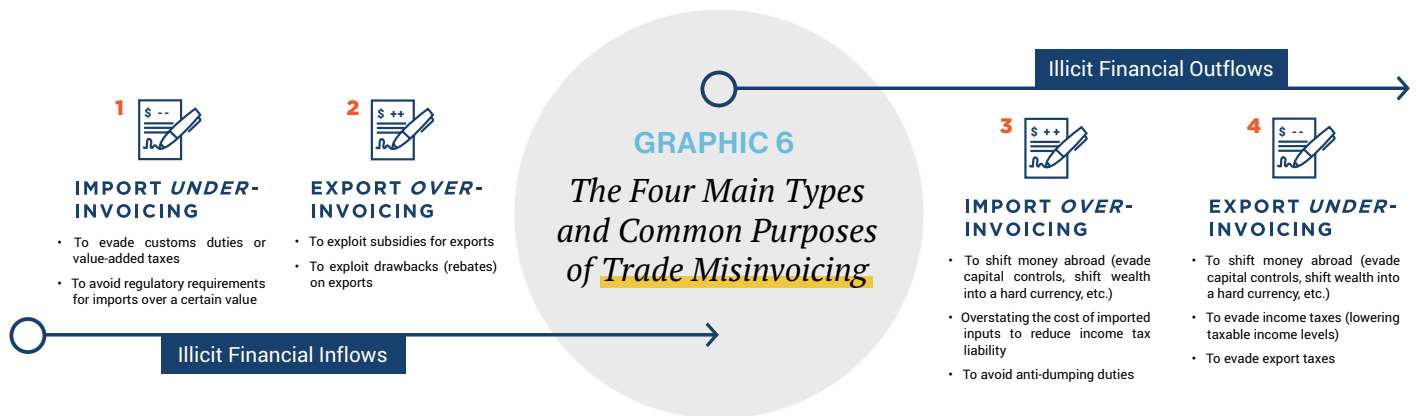 1
$ --
IMPORT UNDER-
INVOICING
• To evade customs duties or
value-added taxes
• To avoid regulatory requirements
for imports over a certain value
2
$ ++
EXPORT OVER-
INVOICING
• To exploit subsidies for exports
• To exploit drawbacks (rebates)
on exports
Illicit Financial Inflows
GRAPHIC 6
The Four Main Types
and Common Purposes
of Trade Misinvoicing
Illicit Financial Outflows
3
$ ++
IMPORT OVER-
INVOICING
• To shift money abroad (evade
capital controls, shift wealth
into a hard currency, etc.)
• Overstating the cost of imported
inputs to reduce income tax
liability
• To avoid anti-dumping duties
4
$ --
EXPORT UNDER-
INVOICING
• To shift money abroad (evade
capital controls, shift wealth into
a hard currency, etc.)
• To evade income taxes (lowering
taxable income levels)
• To evade export taxes